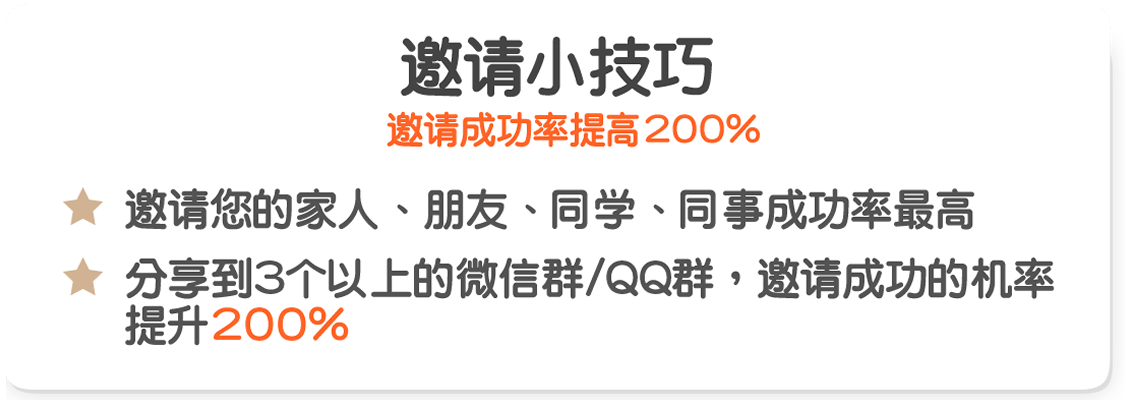 邀请小技巧
邀请成功率提高200%
邀请您的家人、朋友、同学、同事成功率最高
分享到3个以上的微信群/QQ群，邀请成功的机率
提升200%